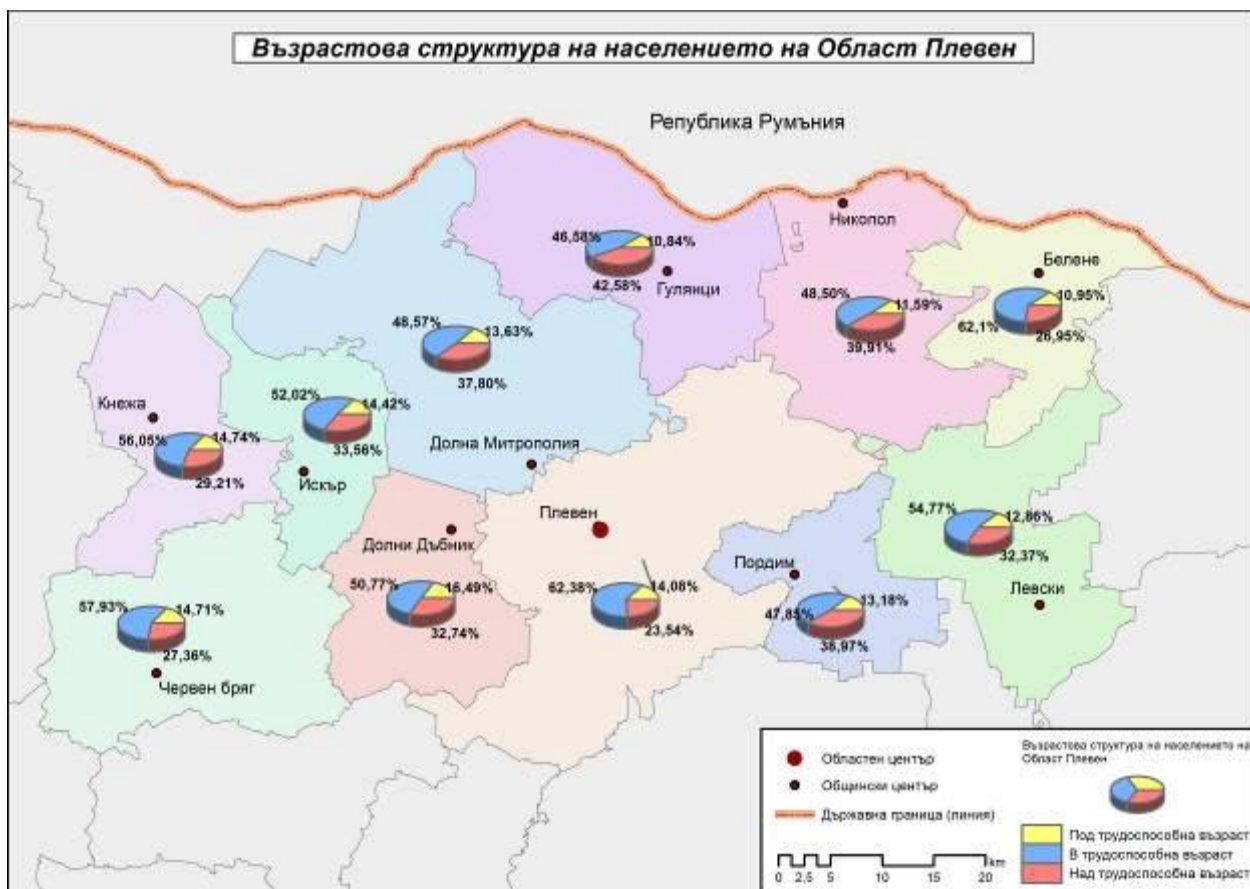 Възрастова структура на населението на Област Плевен
Република Румъния
Никопол
46,58% 10,84%
Белене
42,58%
Гулянци
48,50% 11,59%
10,95%
62,1%
26,95%
48,57% 13,63%
39,91%
37,80%
Кнежа
52,02% 14,42%
56,05% 14,74%
33,56%
Долна Митрополия
29,21%
Искър
54,77% 12,86%
Плевен
32,37%
Долни Дъбник
Пордим
50,77% 16,49%
62,38% 14,08%
Левски
57,93% 14,71%
47,85% 13,18%
32,74%
23,54%
38,97%
27,36%
Червен бряг
Областен център
Общински център
Държавна граница (линия)
0 2,5 5 10 15 20
km
Възрастова структура на населението на
Област Плевен
Под трудоспособна възраст
В трудоспособна възраст
Над трудоспособна възраст